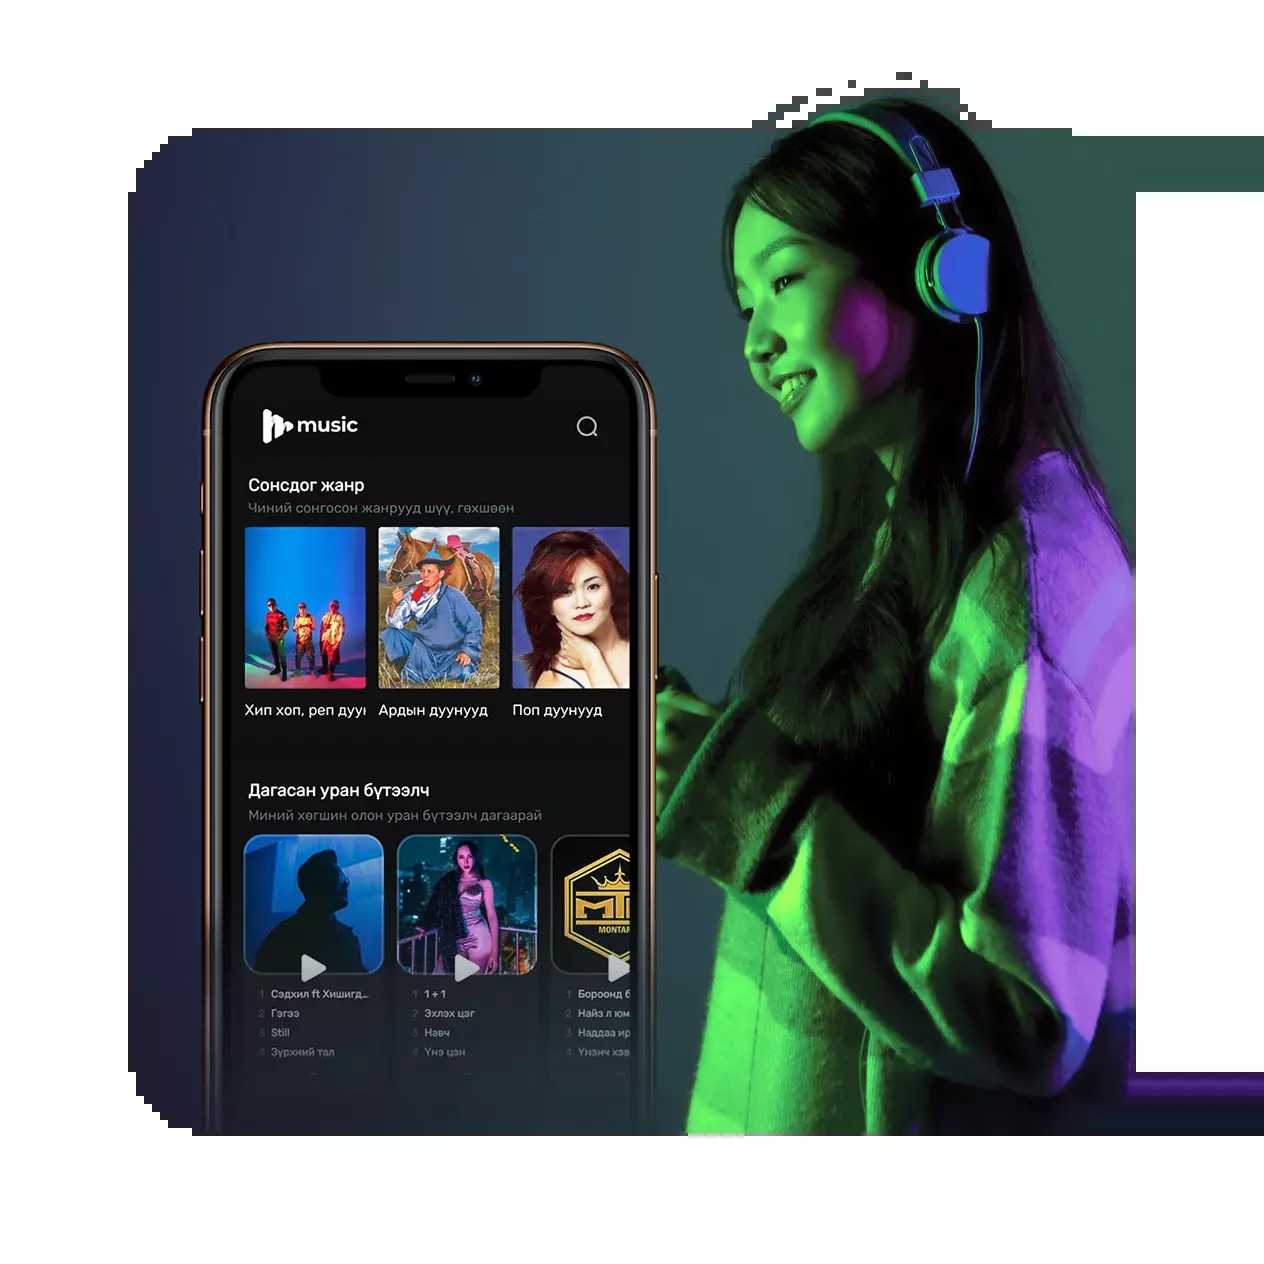 music
Сонсдог жанр
Чиний сонгосон жанрууд шүү, гөхшөөн
Хип хоп, реп дуу
Ардын дуунууд
Поп дуунууд
Дагасан уран бүтээлч
Миний хөгшин олон уран бүтээлч дагаарай
MONTAR
1 Сэдхил ft Хишигд...
2 Гэгээ
3 Still
4 Зүрхний тал
1 1 + 1
2 Эхлэх цэг
3 Навч
4 Үнэ цэн
1 Бороонд
2 Найз л юм
3 Наддаа ир
4 Үнэнч хэв